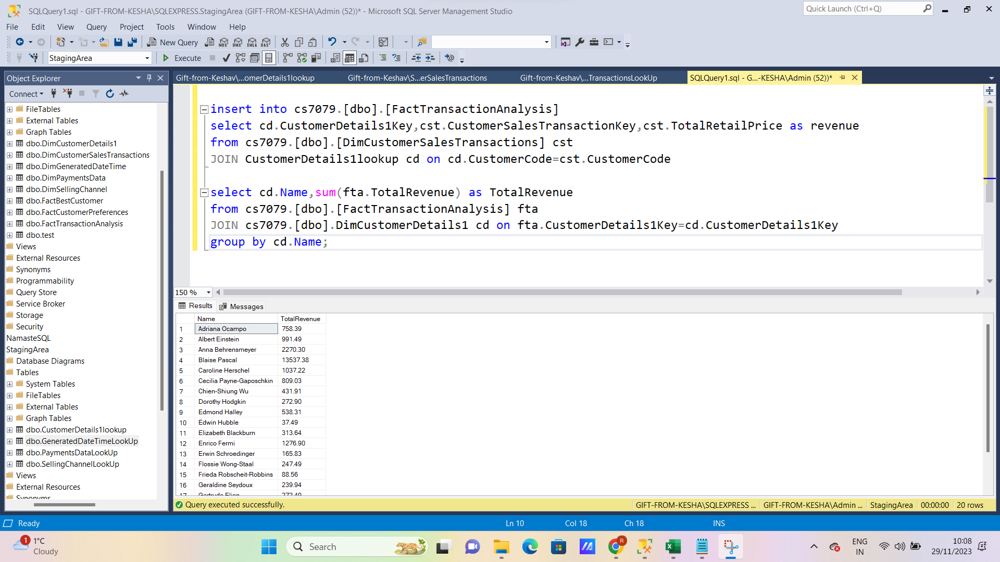 SQLQuery1.sql - GIFT-FROM-KESHA\SQLEXPRESS.StagingArea (GIFT-FROM-KESHA\Admin (52))* - Microsoft SQL Server Management Studio
Quick Launch (Ctrl+Q)
File Edit View Query Project Tools Window Help
New Query
MDX DMX XMLA DAX
StagingArea
Execute
Object Explorer
Gift-from-Keshav\...omerDetails1lookup
Gift-from-Keshav\S...erSalesTransactions
Gift-from-Keshav\...TransactionsLookUp
SQLQuery1.sql - G...-KESHA\Admin (52))*
Connect
FileTables
External Tables
Graph Tables
dbo.DimCustomerDetails1
dbo.DimCustomerSalesTransactions
dbo.DimGeneratedDateTime
dbo.DimPaymentsData
dbo.DimSellingChannel
dbo.FactBestCustomer
dbo.FactCustomerPreferences
dbo.FactTransactionAnalysis
dbo.test
Views
External Resources
Synonyms
Programmability
Query Store
Service Broker
Storage
Security
NamasteSQL
StagingArea
Database Diagrams
Tables
System Tables
FileTables
External Tables
Graph Tables
dbo.CustomerDetails1lookup
dbo.GeneratedDateTimeLookUp
dbo.PaymentsDataLookUp
dbo.SellingChannelLookUp
Views
External Resources
Synonyms
insert into cs7079.[dbo].[FactTransactionAnalysis]
select cd.CustomerDetails1Key,cst.CustomerSalesTransactionKey,cst.TotalRetailPrice as revenue
from cs7079.[dbo].[DimCustomerSalesTransactions] cst
JOIN CustomerDetails1lookup cd on cd.CustomerCode=cst.CustomerCode
select cd.Name,sum(fta.TotalRevenue) as TotalRevenue
from cs7079.[dbo].[FactTransactionAnalysis] fta
JOIN cs7079.[dbo].DimCustomerDetails1 cd on fta.CustomerDetails1Key=cd.CustomerDetails1Key
group by cd.Name;
150 %
Results Messages
Name TotalRevenue
1 Adriana Ocampo 758.39
2 Albert Einstein 991.49
3 Anna Behrensmeyer 2270.30
4 Blaise Pascal 13537.38
5 Caroline Herschel 1037.22
6 Cecilia Payne-Gaposchkin 809.03
7 Chien-Shiung Wu 431.91
8 Dorothy Hodgkin 272.90
9 Edmond Halley 538.31
10 Edwin Hubble 37.49
11 Elizabeth Blackburn 313.64
12 Enrico Fermi 1276.90
13 Erwin Schroedinger 165.83
14 Flossie Wong-Staal 247.49
15 Frieda Robscheit-Robbins 88.56
16 Geraldine Seydoux 239.94
17 Gertrude Elion 272.49
Query executed successfully.
GIFT-FROM-KESHA\SQLEXPRESS ... GIFT-FROM-KESHA\Admin ... StagingArea 00:00:00 20 rows
Ready
Ln 10 Col 18 Ch 18 INS
1
1°C
Cloudy
Search
R
ENG
IN
10:08
29/11/2023